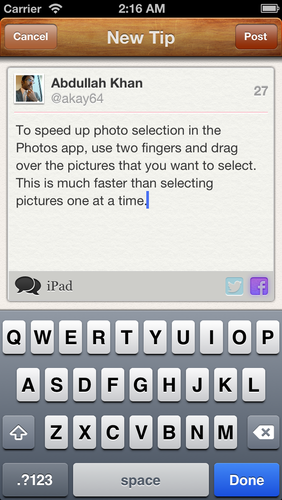 Carrier 2:16 AM
Cancel New Tip Post
Abdullah Khan
@akay64 27
To speed up photo selection in the
Photos app, use two fingers and drag
over the pictures that you want to select.
This is much faster than selecting
pictures one at a time.
iPad
Q W E R T Y U I O P
A S D F G H J K L
Z X C V B N M
.?123 space Done